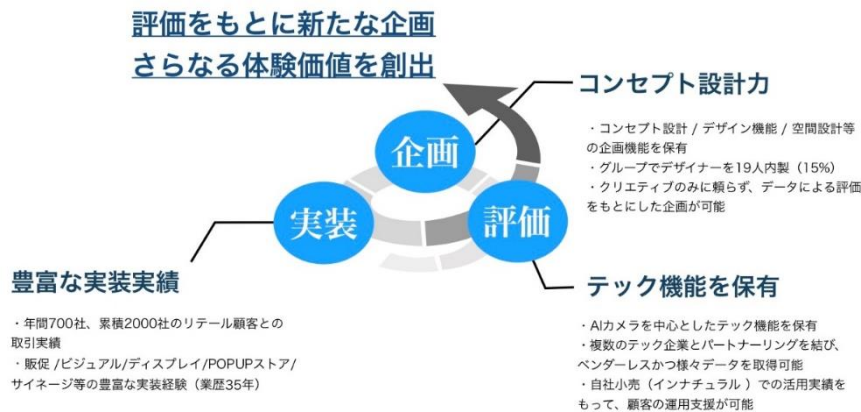 評価をもとに新たな企画
さらなる体験価値を創出
コンセプト設計力
・コンセプト設計 / デザイン機能 / 空間設計等
の企画機能を保有
・グループでデザイナーを19人内製（15%）
・クリエイティブのみに頼らず、データによる評価
をもとにした企画が可能
企画
実装
評価
豊富な実装実績
・年間700社、累積2000社のリテール顧客との
取引実績
・販促 /ビジュアル/ディスプレイ/POPUPストア/
サイネージ等の豊富な実装経験（業歴35年）
テック機能を保有
・AIカメラを中心としたテック機能を保有
・複数のテック企業とパートナーリングを結び、
ベンダーレスかつ様々データを取得可能
・自社小売（インナチュラル ）での活用実績を
もって、顧客の運用支援が可能